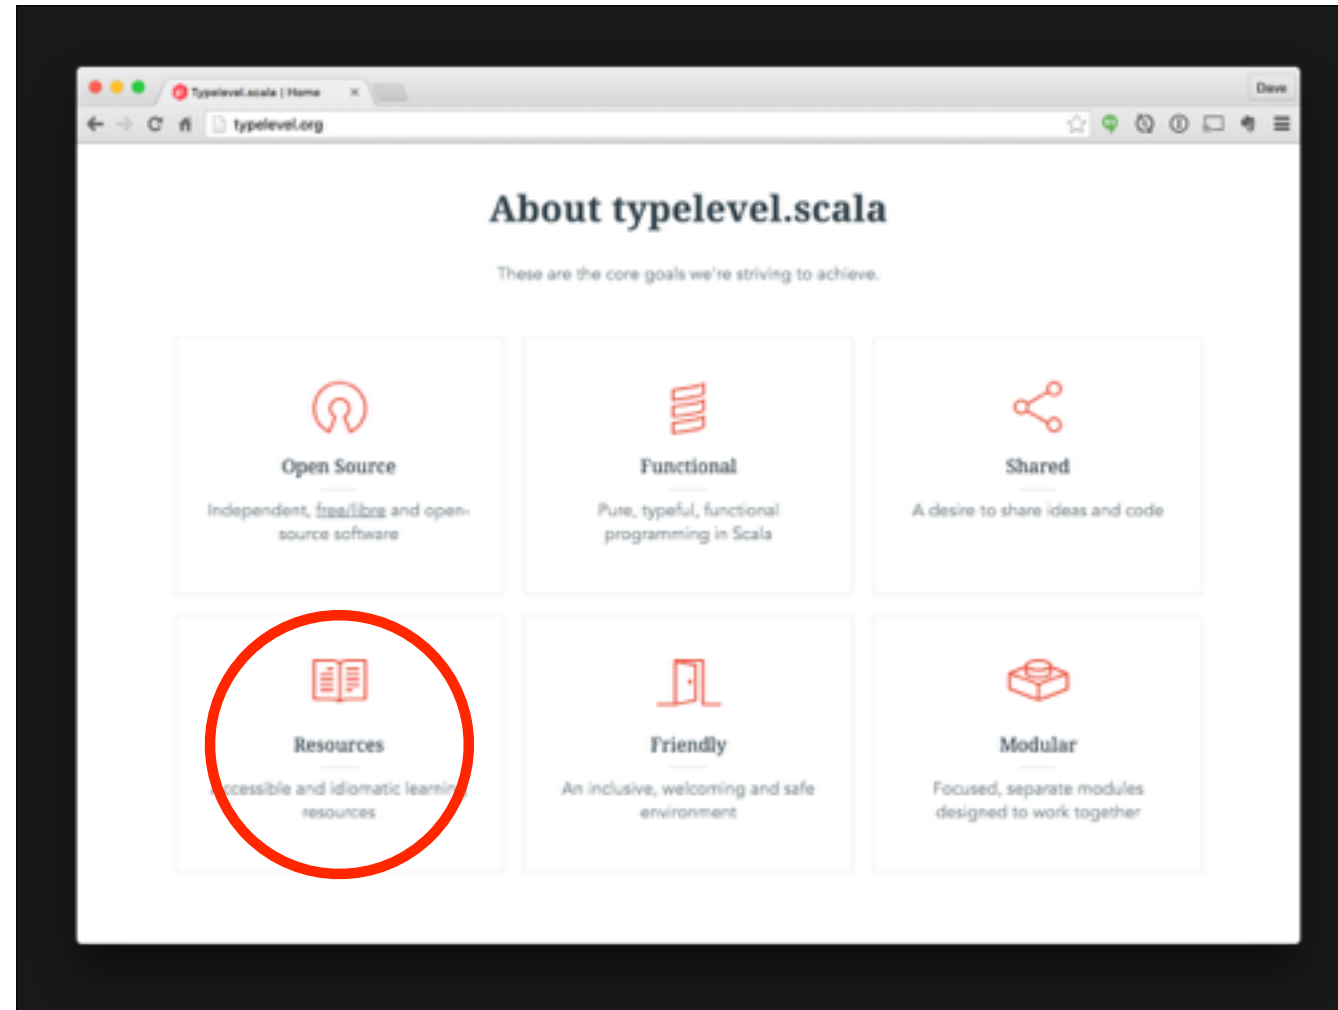 Typelevel.scala | Home
Dave
typelevel.org
About typelevel.scala
These are the core goals we're striving to achieve.
Open Source
Independent, free/libre and open-
source software
Functional
Pure, typeful, functional
programming in Scala
Shared
A desire to share ideas and code
Resources
Accessible and idiomatic learning
resources
Friendly
An inclusive, welcoming and safe
environment
Modular
Focused, separate modules
designed to work together